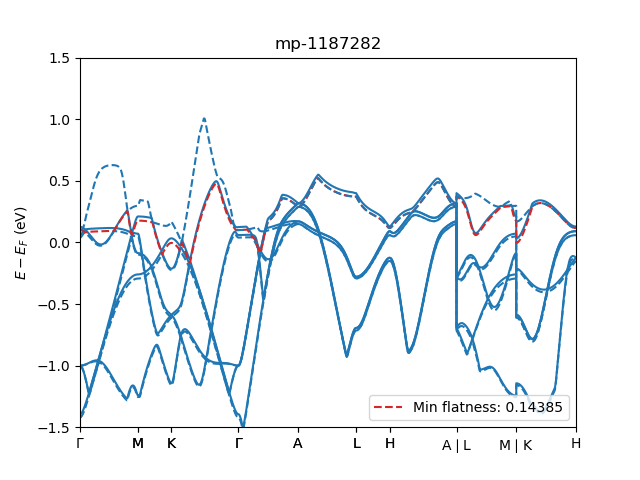 mp-1187282
E − E_F (eV)
1.5
1.0
0.5
0.0
−0.5
−1.0
−1.5
Min flatness: 0.14385
Γ M K Γ A L H A | L M | K H